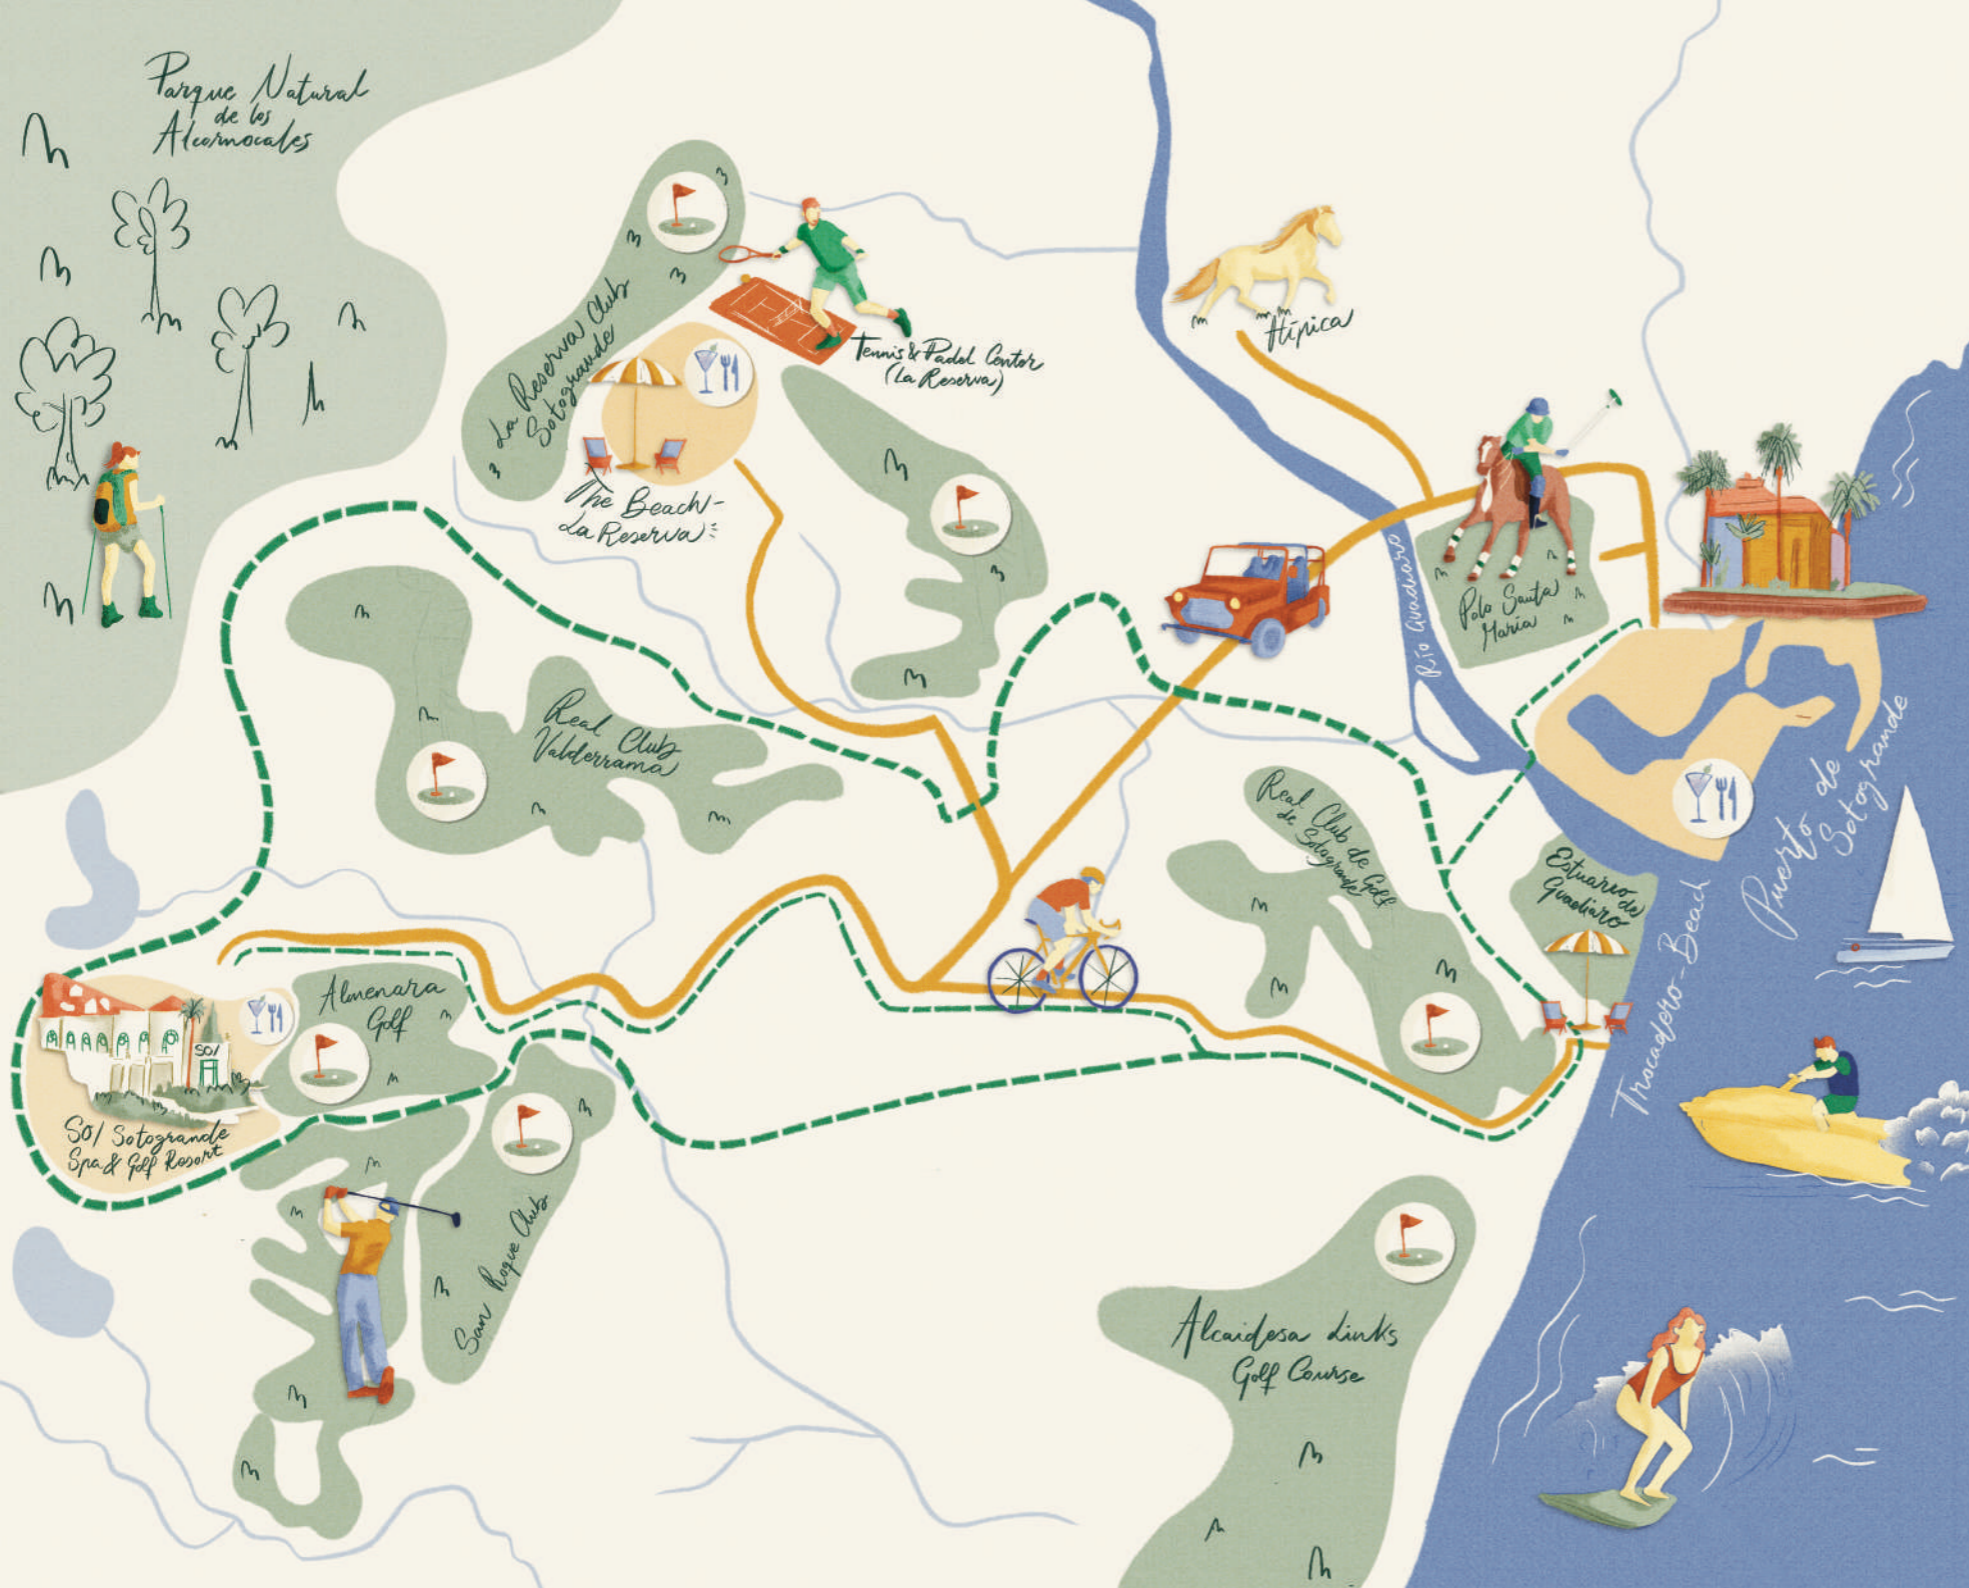 Parque Natural
de los
Alcornocales
La Reserva Club
Sotogrande
Tennis & Padel Center
(La Reserva)
The Beach -
La Reserva
Hípica
Polo Santa
María
Río Guadiaro
Real Club
Valderrama
Real Club de Golf
de Sotogrande
Estuario de
Guadiaro
Puerto de
Sotogrande
Trocadero - Beach
Almenara
Golf
SO/
SO/ Sotogrande
Spa & Golf Resort
San Roque Club
Alcaidesa Links
Golf Course